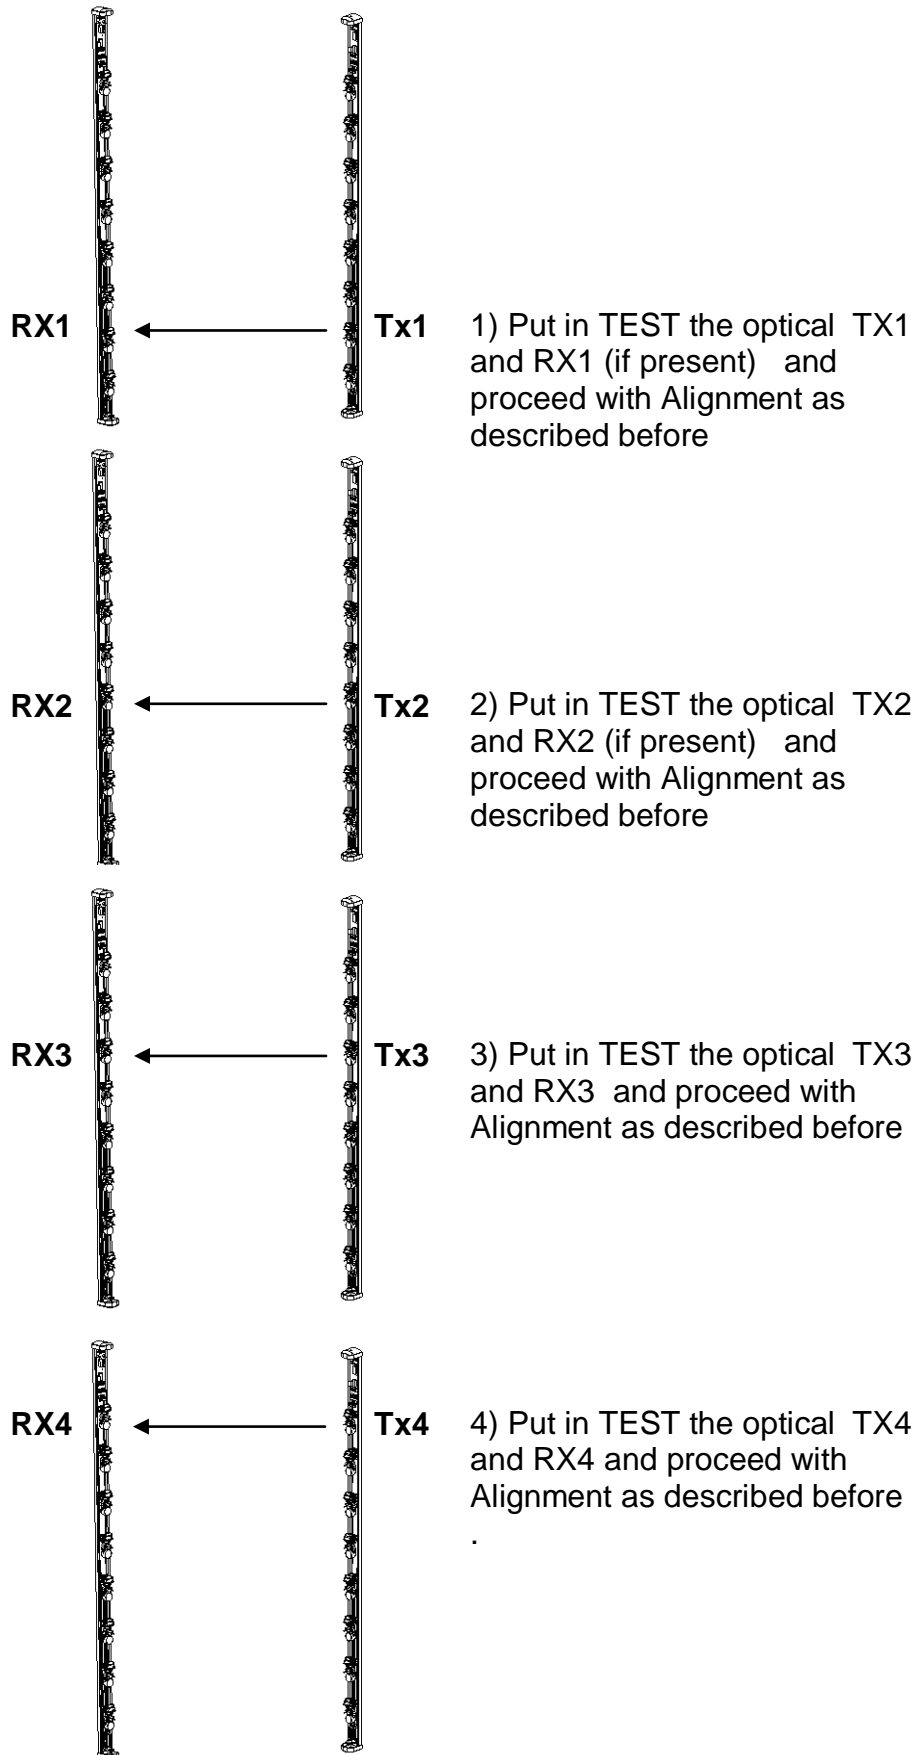 RX1 Tx1 1) Put in TEST the optical TX1
and RX1 (if present) and
proceed with Alignment as
described before
RX2 Tx2 2) Put in TEST the optical TX2
and RX2 (if present) and
proceed with Alignment as
described before
RX3 Tx3 3) Put in TEST the optical TX3
and RX3 and proceed with
Alignment as described before
RX4 Tx4 4) Put in TEST the optical TX4
and RX4 and proceed with
Alignment as described before
.